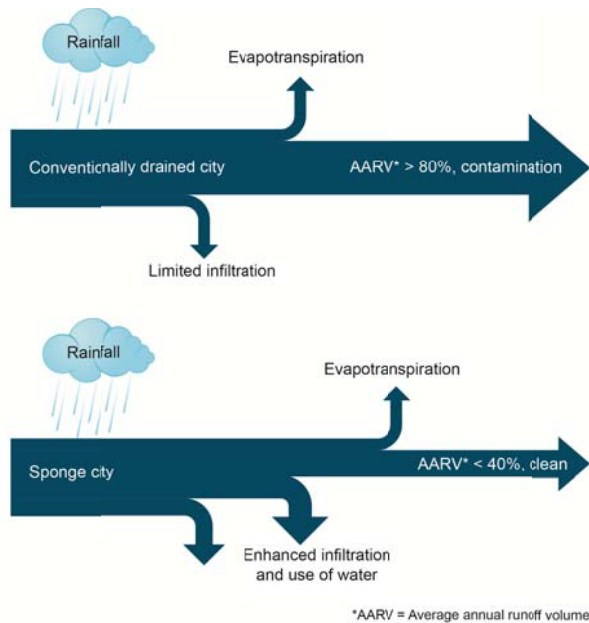 Rainfall
Evapotranspiration
Conventionally drained city
AARV* > 80%, contamination
Limited infiltration
Rainfall
Evapotranspiration
Sponge city
AARV* < 40%, clean
Enhanced infiltration
and use of water
*AARV = Average annual runoff volume